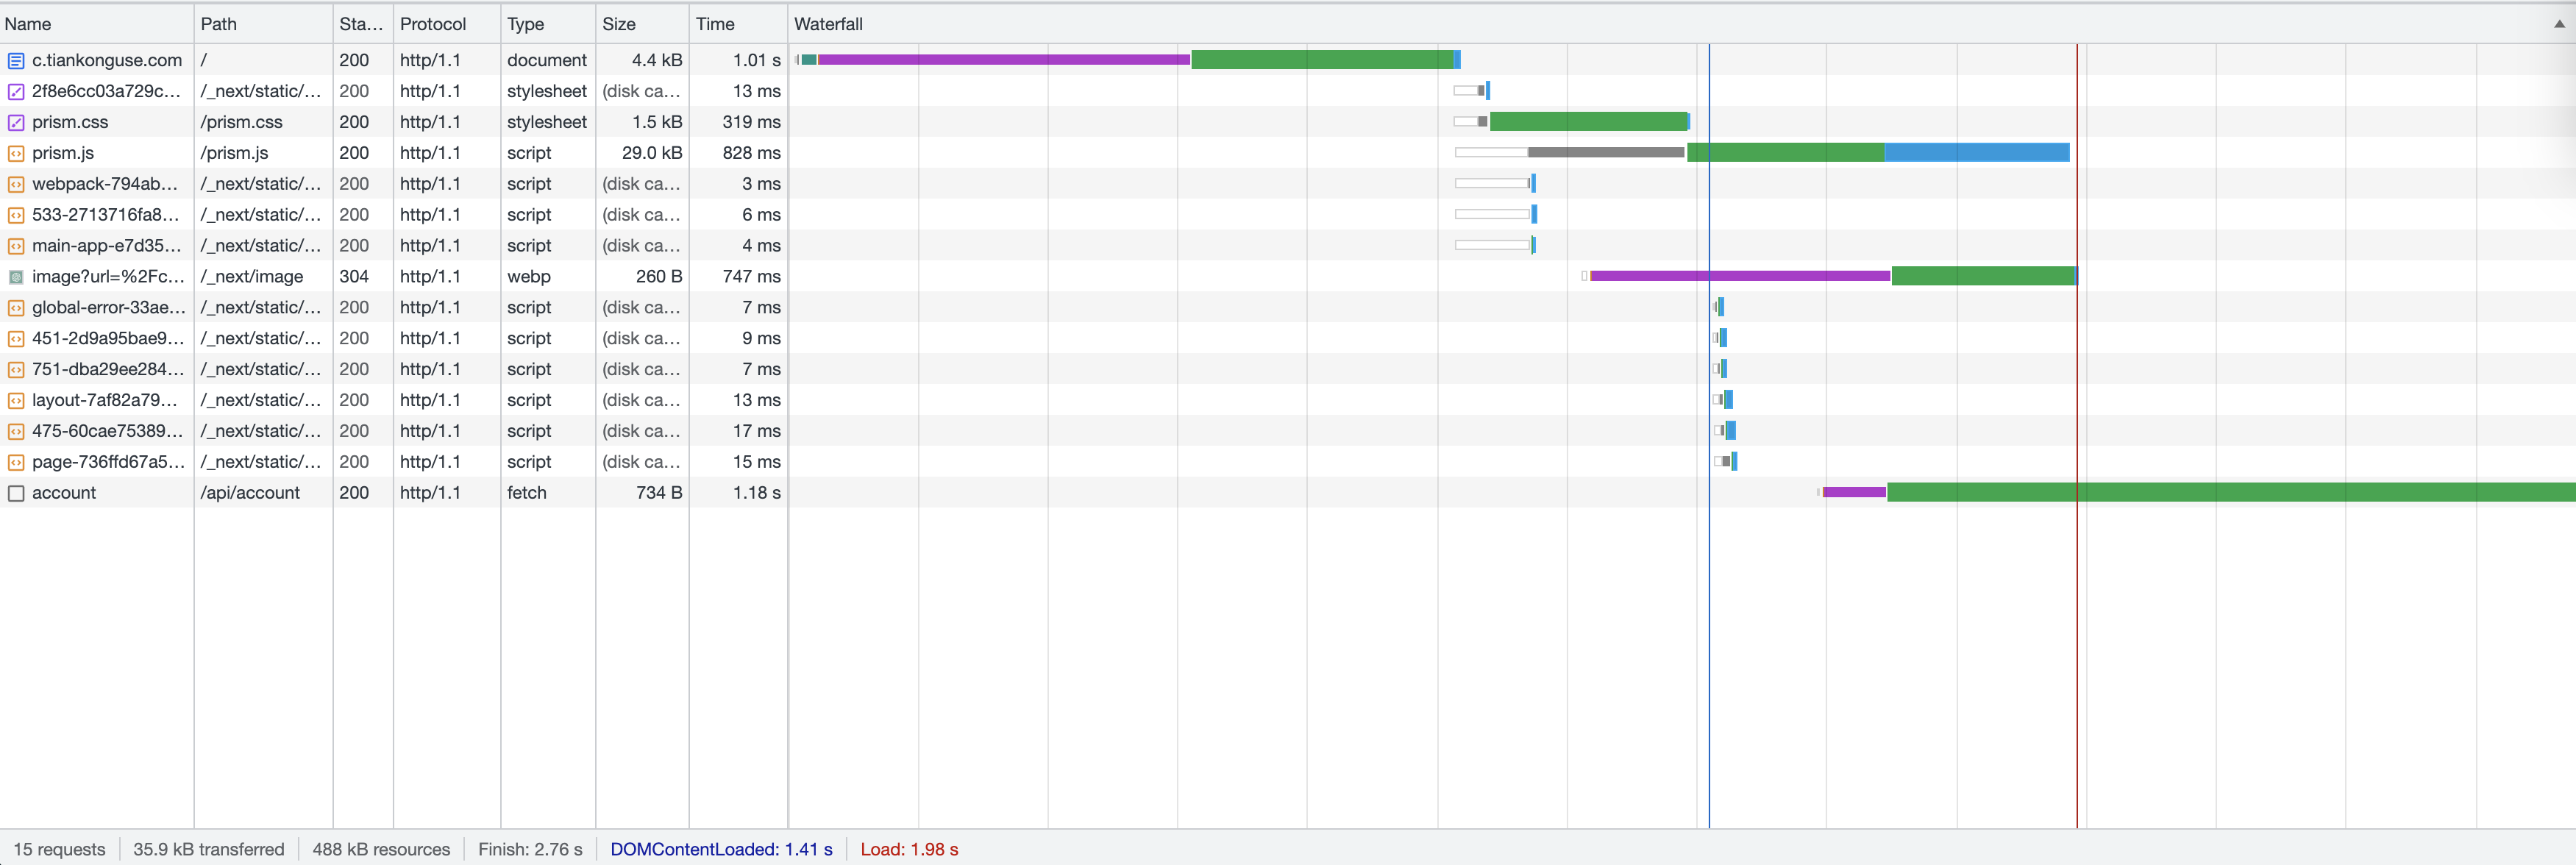 Name Path Sta... Protocol Type Size Time Waterfall
c.tiankonguse.com / 200 http/1.1 document 4.4 kB 1.01 s
2f8e6cc03a729c... /_next/static/... 200 http/1.1 stylesheet (disk ca... 13 ms
prism.css /prism.css 200 http/1.1 stylesheet 1.5 kB 319 ms
prism.js /prism.js 200 http/1.1 script 29.0 kB 828 ms
webpack-794ab... /_next/static/... 200 http/1.1 script (disk ca... 3 ms
533-2713716fa8... /_next/static/... 200 http/1.1 script (disk ca... 6 ms
main-app-e7d35... /_next/static/... 200 http/1.1 script (disk ca... 4 ms
image?url=%2Fc... /_next/image 304 http/1.1 webp 260 B 747 ms
global-error-33ae... /_next/static/... 200 http/1.1 script (disk ca... 7 ms
451-2d9a95bae9... /_next/static/... 200 http/1.1 script (disk ca... 9 ms
751-dba29ee284... /_next/static/... 200 http/1.1 script (disk ca... 7 ms
layout-7af82a79... /_next/static/... 200 http/1.1 script (disk ca... 13 ms
475-60cae75389... /_next/static/... 200 http/1.1 script (disk ca... 17 ms
page-736ffd67a5... /_next/static/... 200 http/1.1 script (disk ca... 15 ms
account /api/account 200 http/1.1 fetch 734 B 1.18 s
15 requests 35.9 kB transferred 488 kB resources Finish: 2.76 s DOMContentLoaded: 1.41 s Load: 1.98 s